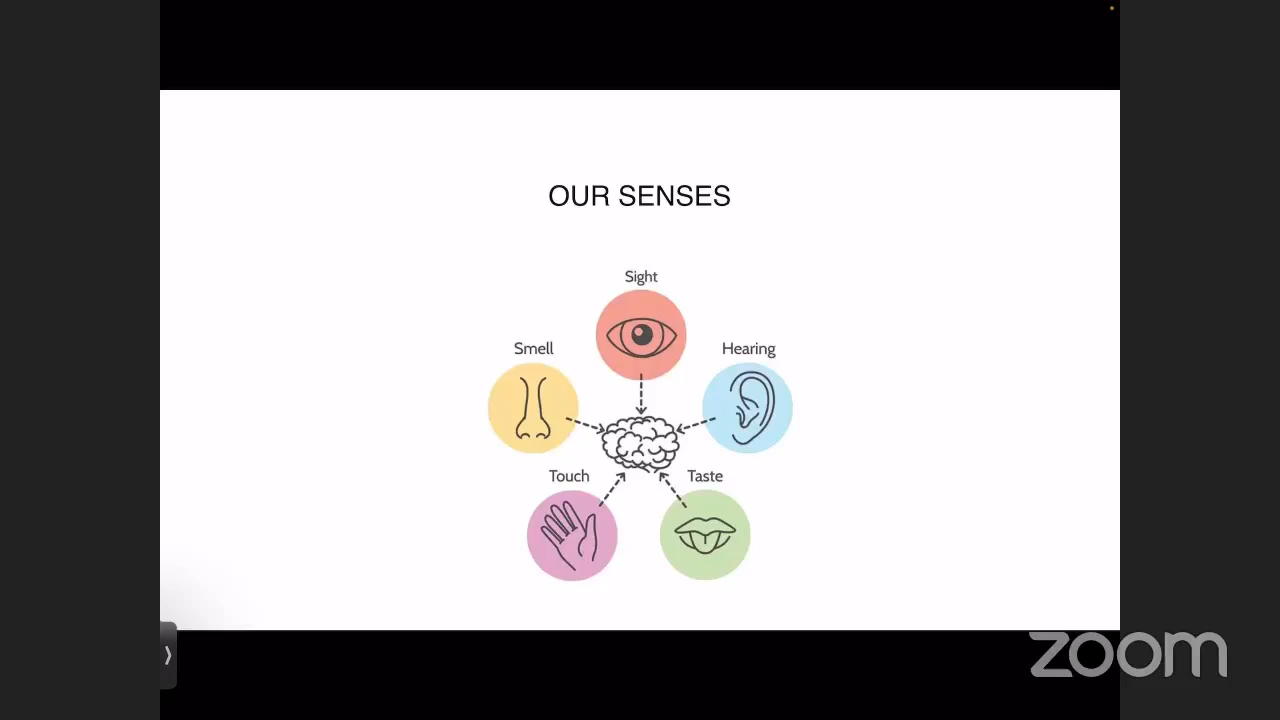 OUR SENSES
Sight
Smell
Hearing
Touch
Taste
zoom